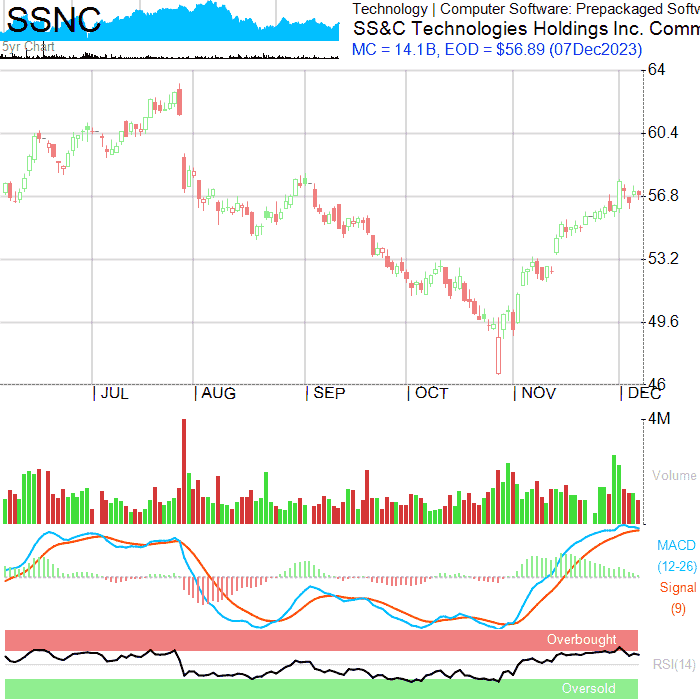 SSNC
5yr Chart
Technology | Computer Software: Prepackaged Softw
SS&C Technologies Holdings Inc. Comm
MC = 14.1B, EOD = $56.89 (07Dec2023)
64
60.4
56.8
53.2
49.6
46
| JUL | AUG | SEP | OCT | NOV | DEC
4M
Volume
MACD
(12-26)
Signal
(9)
Overbought
RSI(14)
Oversold